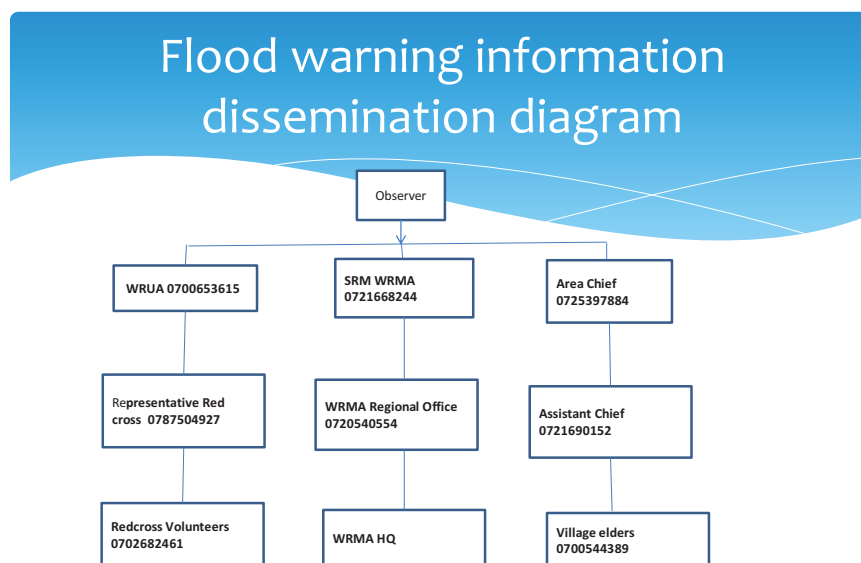 Flood warning information
dissemination diagram
Observer
WRUA 0700653615
SRM WRMA
0721668244
Area Chief
0725397884
Representative Red
cross 0787504927
WRMA Regional Office
0720540554
Assistant Chief
0721690152
Redcross Volunteers
0702682461
WRMA HQ
Village elders
0700544389